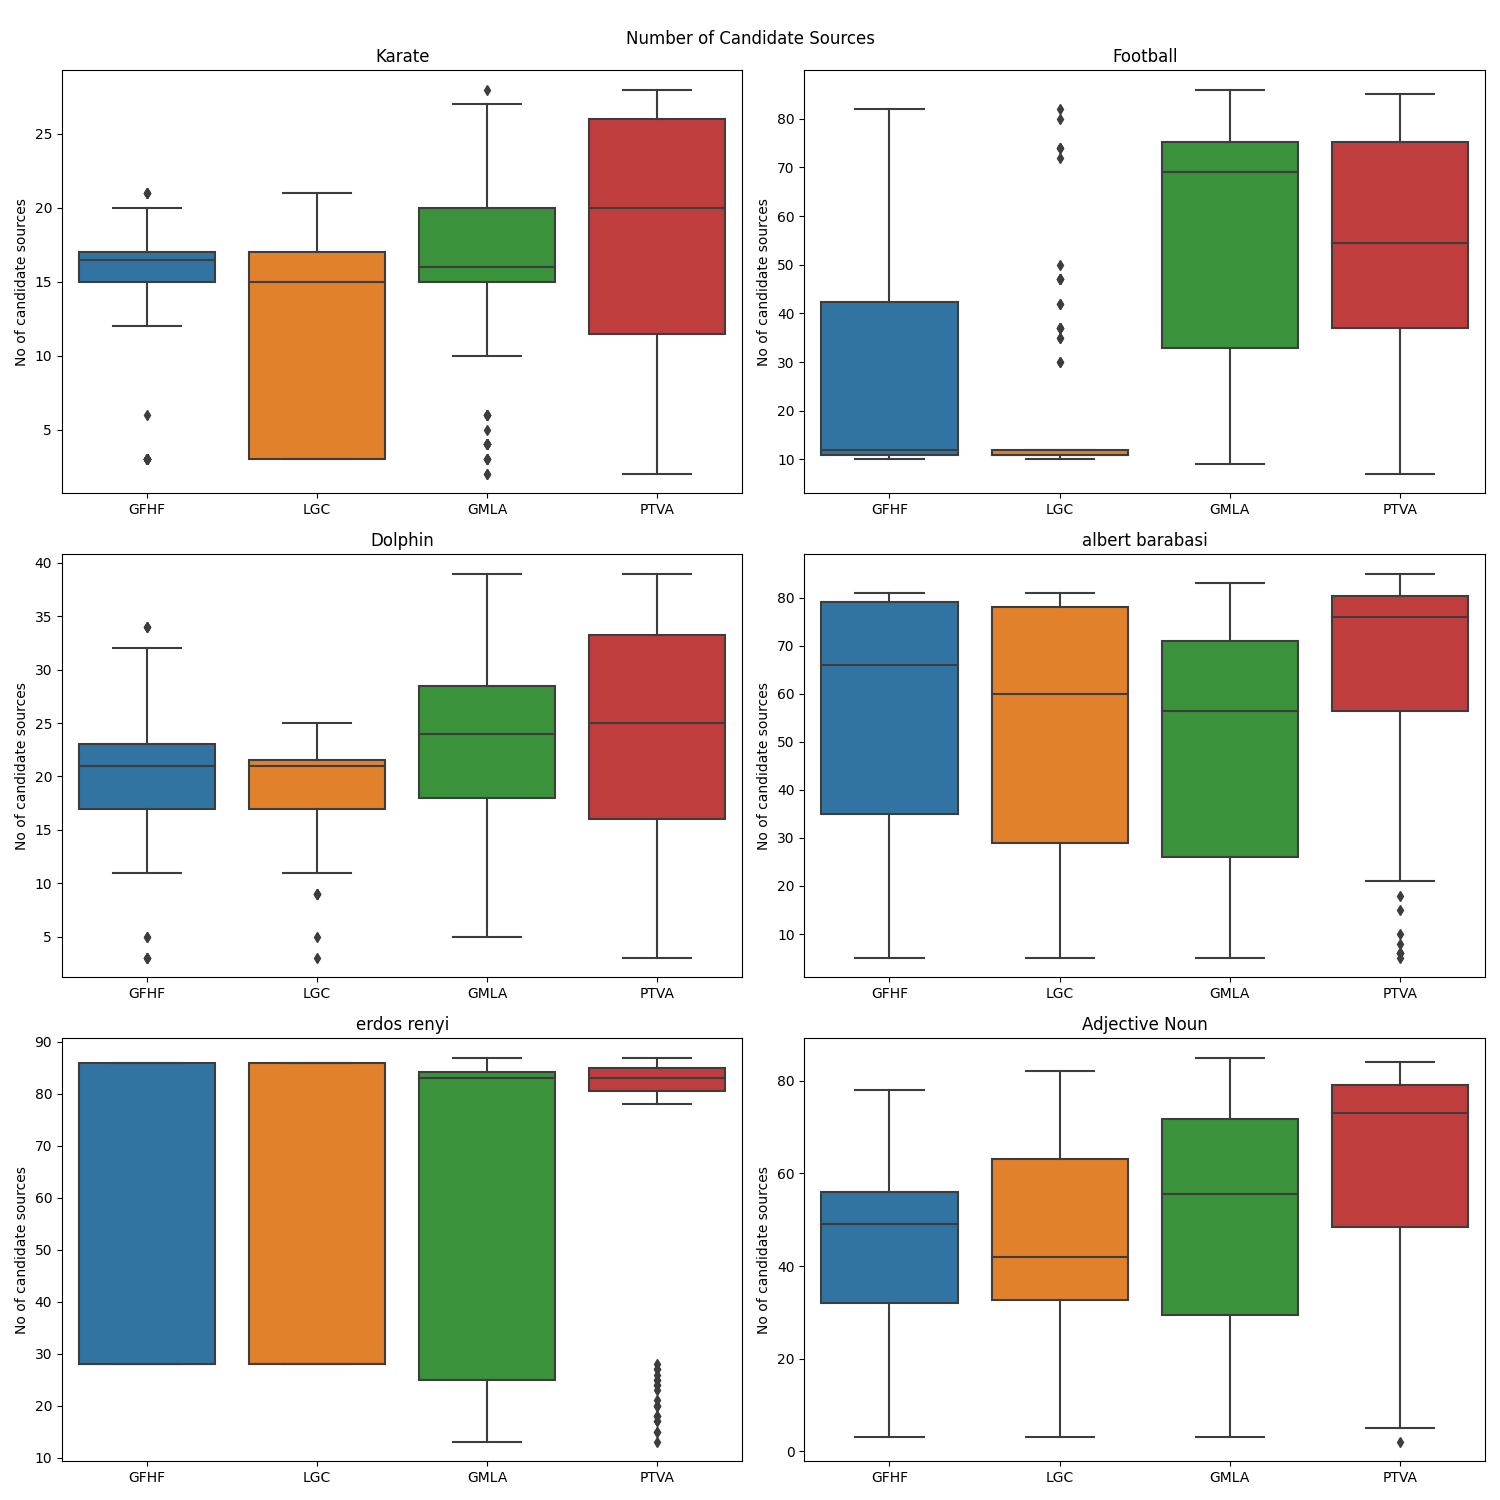 Number of Candidate Sources
Karate
No of candidate sources
25
20
15
10
5
GFHF LGC GMLA PTVA
Football
No of candidate sources
80
70
60
50
40
30
20
10
GFHF LGC GMLA PTVA
Dolphin
No of candidate sources
40
35
30
25
20
15
10
5
GFHF LGC GMLA PTVA
albert barabasi
No of candidate sources
80
70
60
50
40
30
20
10
GFHF LGC GMLA PTVA
erdos renyi
No of candidate sources
90
80
70
60
50
40
30
20
10
GFHF LGC GMLA PTVA
Adjective Noun
No of candidate sources
80
60
40
20
0
GFHF LGC GMLA PTVA